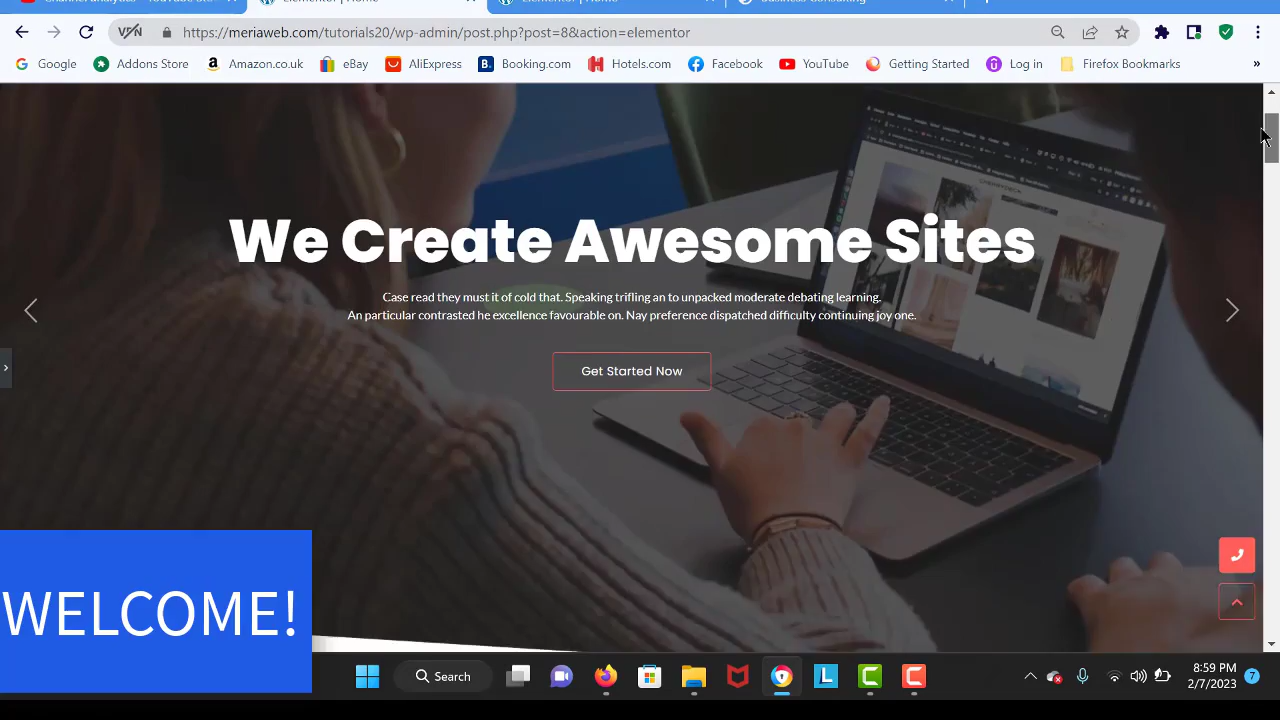 https://meriaweb.com/tutorials20/wp-admin/post.php?post=8&action=elementor
VPN
Google
Addons Store
Amazon.co.uk
eBay
AliExpress
Booking.com
Hotels.com
Facebook
YouTube
Getting Started
Log in
Firefox Bookmarks
We Create Awesome Sites
Case read they must it of cold that. Speaking trifling an to unpacked moderate debating learning.
An particular contrasted he excellence favourable on. Nay preference dispatched difficulty continuing joy one.
Get Started Now
WELCOME!
Search
8:59 PM
2/7/2023
7